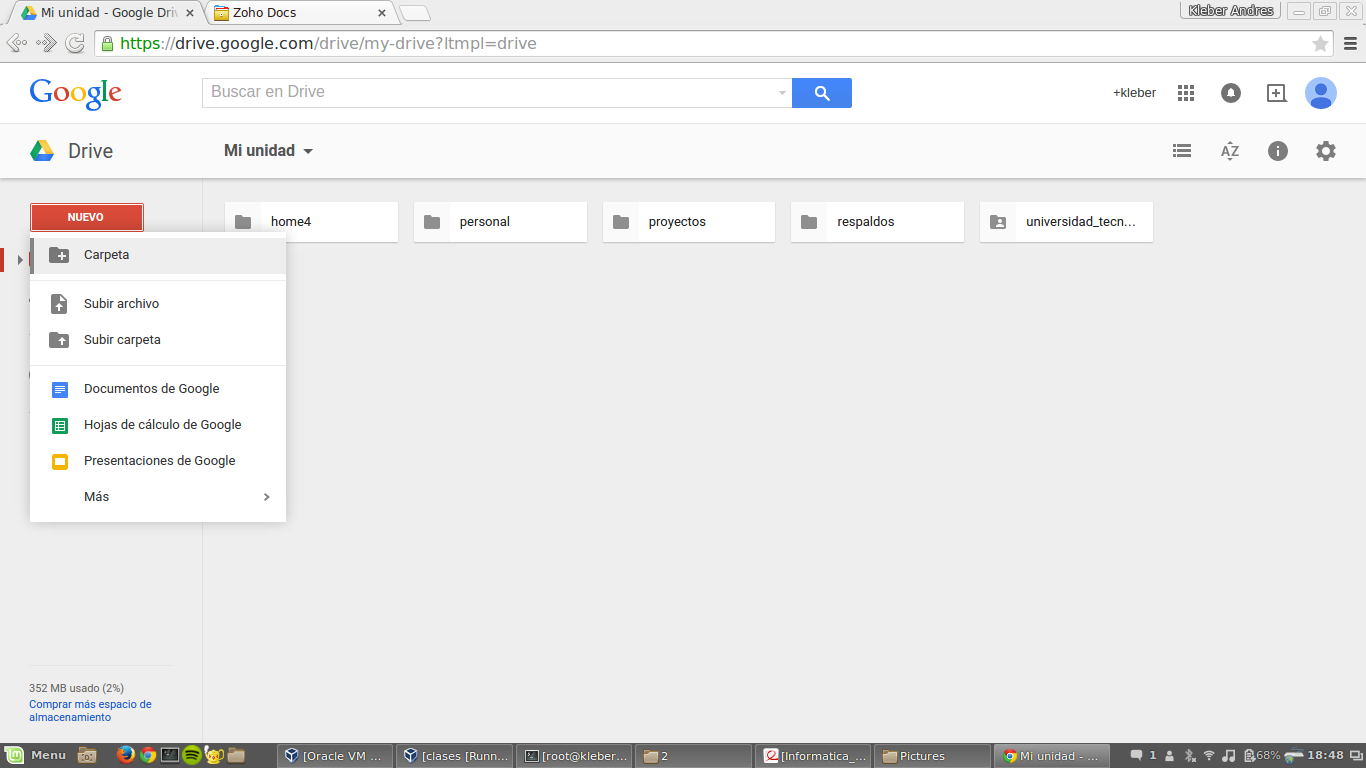 Mi unidad - Google Driv
Zoho Docs
Kleber Andres
https://drive.google.com/drive/my-drive?ltmpl=drive
Google
Buscar en Drive
+kleber
Drive
Mi unidad
AZ
NUEVO
home4
personal
proyectos
respaldos
universidad_tecn...
Carpeta
Subir archivo
Subir carpeta
Documentos de Google
Hojas de cálculo de Google
Presentaciones de Google
Más
352 MB usado (2%)
Comprar más espacio de
almacenamiento
Menu
[Oracle VM ...
[clases [Runn...
[root@kleber...
2
[Informatica_...
Pictures
Mi unidad - ...
1
68%
18:48